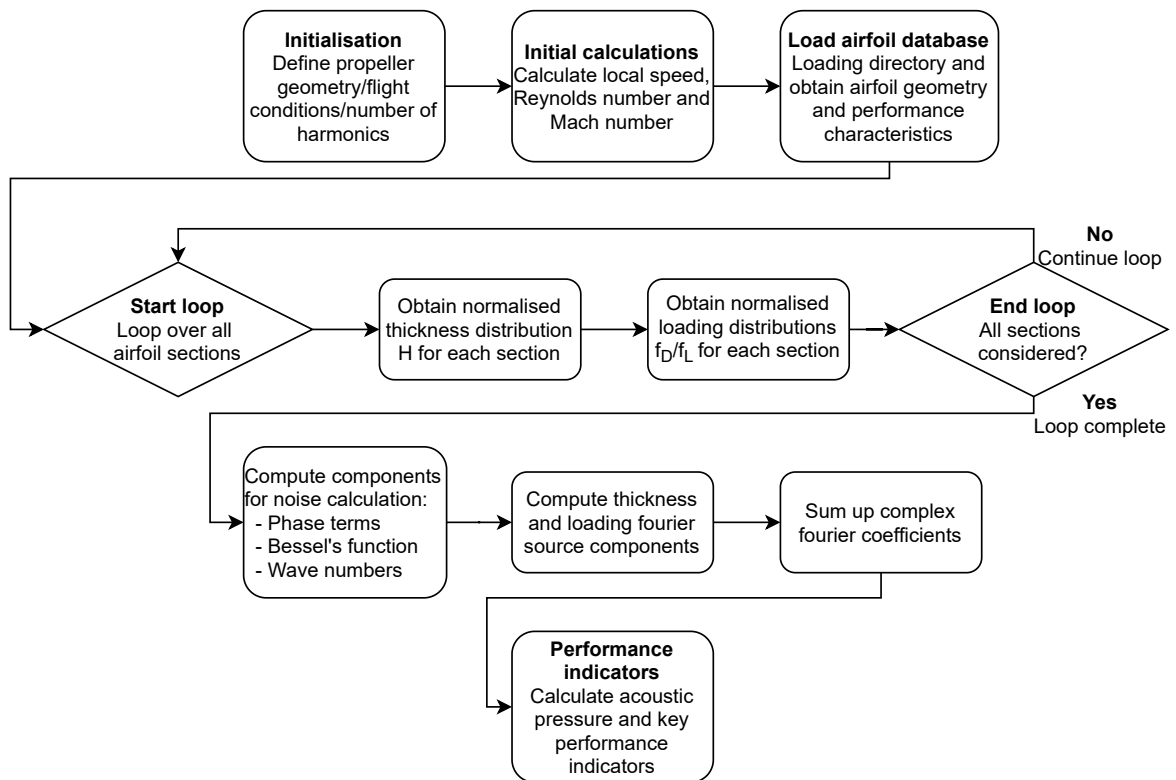 Initialisation
Define propeller
geometry/flight
conditions/number of
harmonics
Initial calculations
Calculate local speed,
Reynolds number and
Mach number
Load airfoil database
Loading directory and
obtain airfoil geometry
and performance
characteristics
Start loop
Loop over all
airfoil sections
Obtain normalised
thickness distribution
H for each section
Obtain normalised
loading distributions
f_D/f_L for each section
No
Continue loop
End loop
All sections
considered?
Yes
Loop complete
Compute components
for noise calculation:
- Phase terms
- Bessel's function
- Wave numbers
Compute thickness
and loading fourier
source components
Sum up complex
fourier coefficients
Performance
indicators
Calculate acoustic
pressure and key
performance
indicators